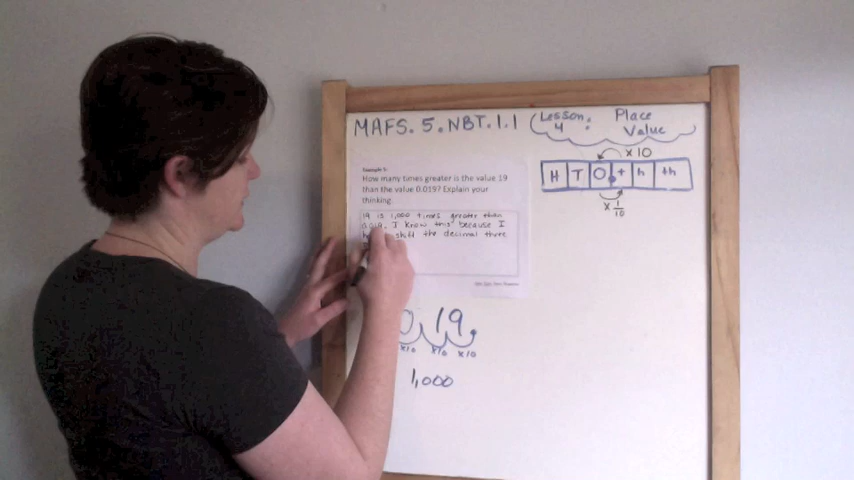 MAFS.5.NBT.1.1
Lesson 4: Place Value
x10
H T O . t h th
x 1/10
How many times greater is the value 19
than the value 0.019? Explain your
thinking.
19 is 1,000 times greater than
0.019. I know this because I
shift the decimal three
0 19.
x10 x10 x10
1,000